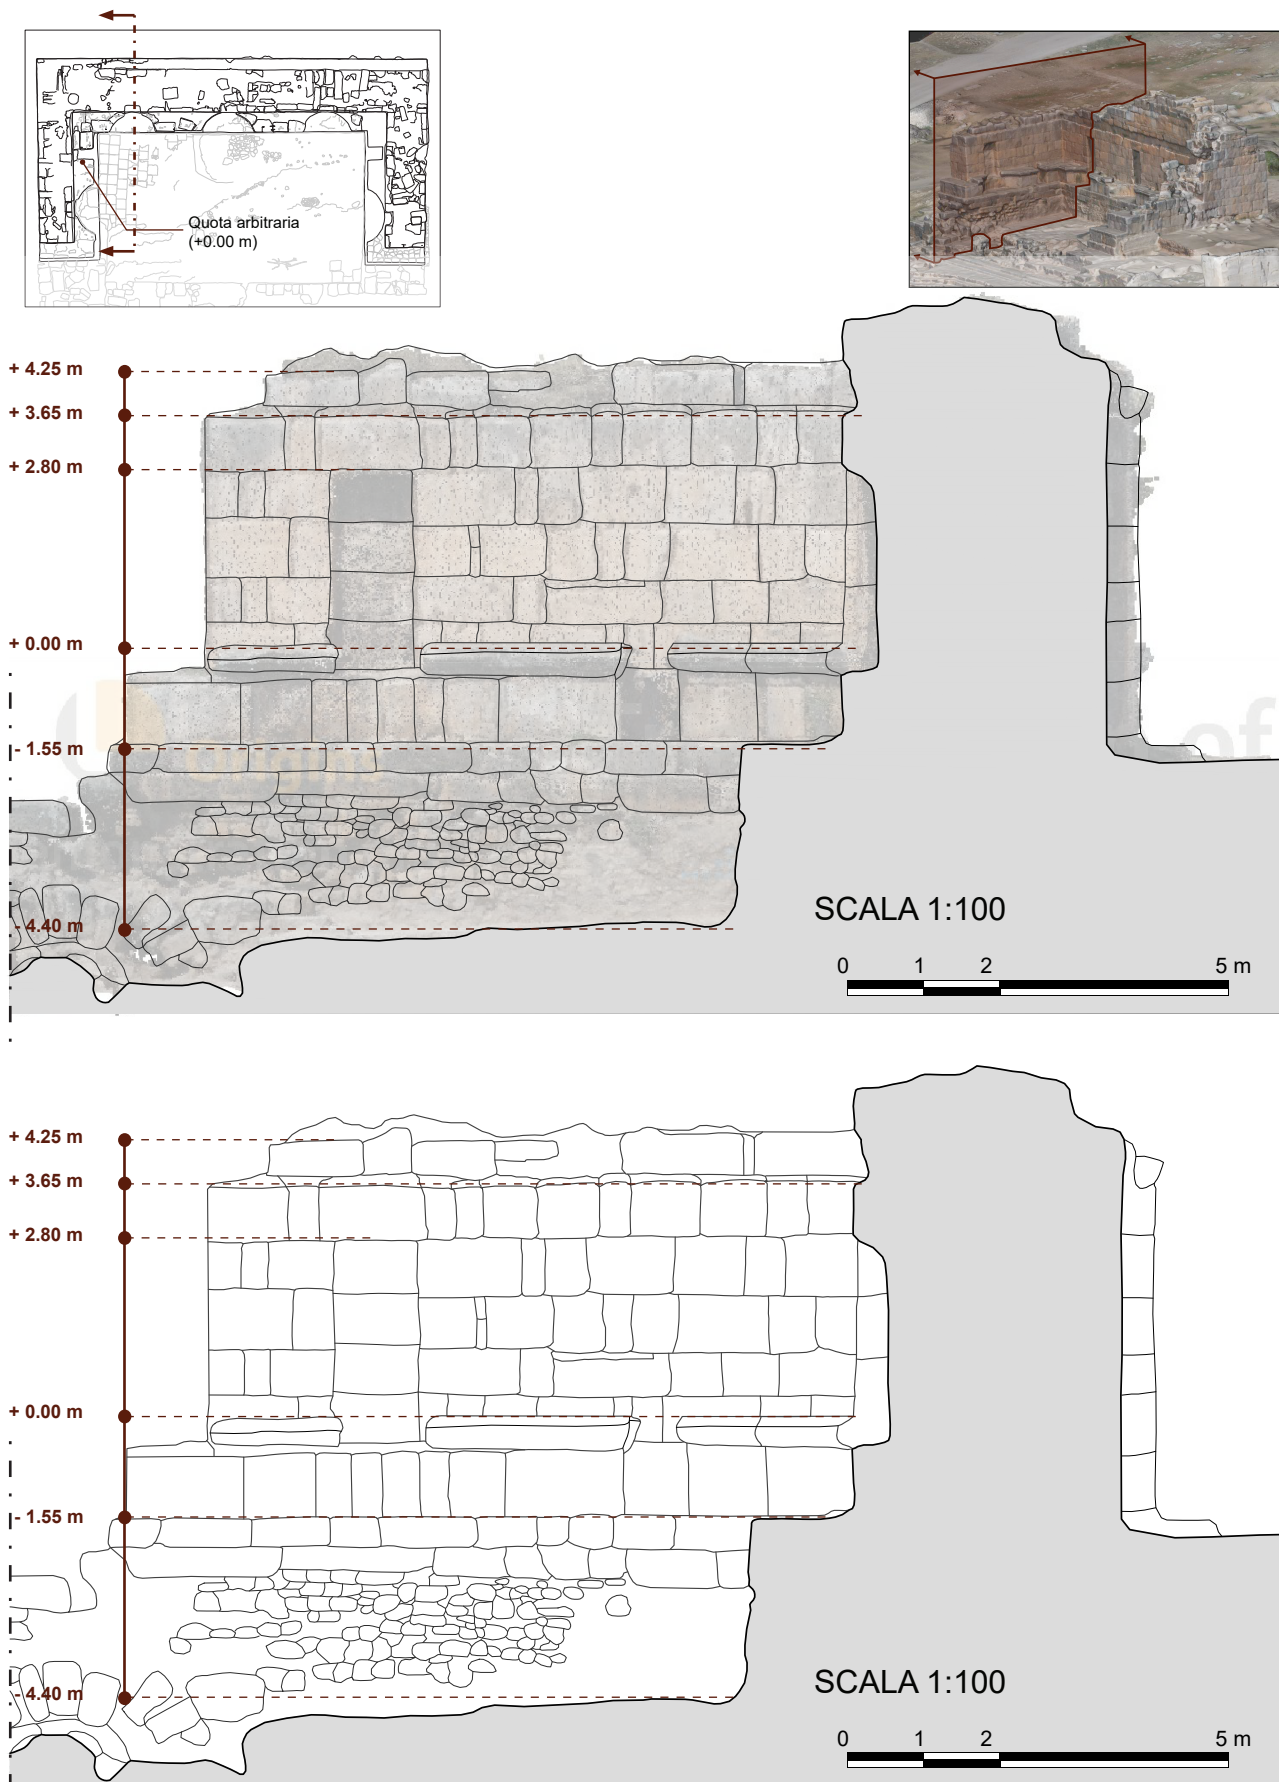 Quota arbitraria
(+0.00 m)
+ 4.25 m
+ 3.65 m
+ 2.80 m
+ 0.00 m
- 1.55 m
- 4.40 m
Origins
of
SCALA 1:100
0 1 2 5 m
+ 4.25 m
+ 3.65 m
+ 2.80 m
+ 0.00 m
- 1.55 m
- 4.40 m
SCALA 1:100
0 1 2 5 m